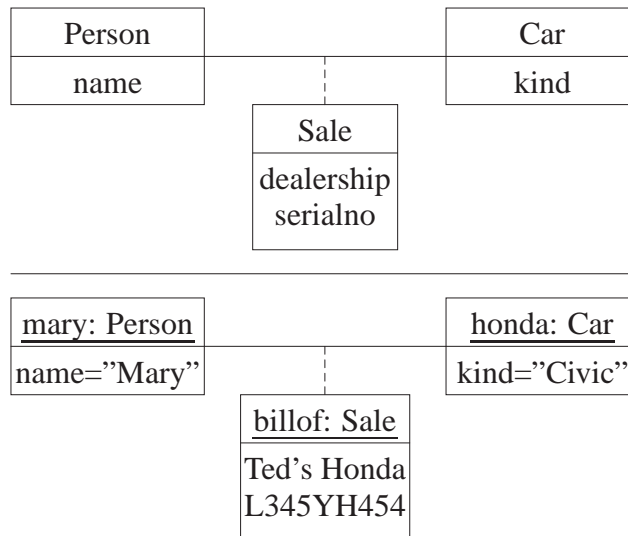 Person
Car
name
kind
Sale
dealership
serialno
mary: Person
honda: Car
name=”Mary”
kind=”Civic”
billof: Sale
Ted’s Honda
L345YH454